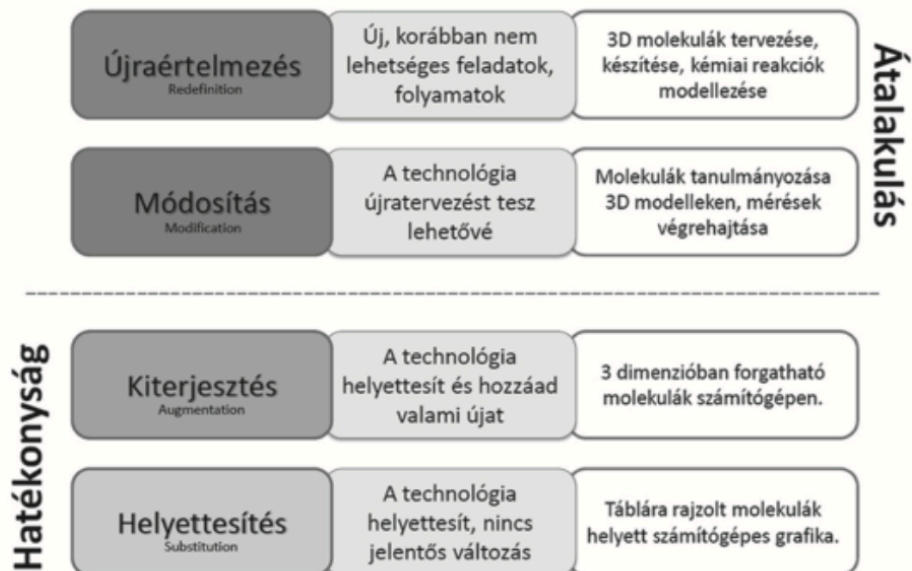 Újraértelmezés
Redefinition
Új, korábban nem
lehetséges feladatok,
folyamatok
3D molekulák tervezése,
készítése, kémiai reakciók
modellezése
Átalakulás
Módosítás
Modification
A technológia
újratervezést tesz
lehetővé
Molekulák tanulmányozása
3D modelleken, mérések
végrehajtása
Hatékonyság
Kiterjesztés
Augmentation
A technológia
helyettesít és hozzáad
valami újat
3 dimenzióban forgatható
molekulák számítógépen.
Helyettesítés
Substitution
A technológia
helyettesít, nincs
jelentős változás
Táblára rajzolt molekulák
helyett számítógépes grafika.